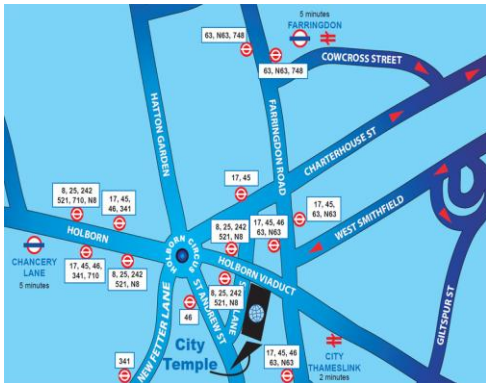 5 minutes
FARRINGDON
63, N63, 748
63, N63, 748
COWCROSS STREET
HATTON GARDEN
FARRINGDON ROAD
CHARTERHOUSE ST
17, 45
8, 25, 242
521, 710, N8
17, 45,
46, 341
17, 45,
63, N63
17, 45, 46
63, N63
8, 25, 242
521, N8
WEST SMITHFIELD
HOLBORN
HOLBORN CIRCUS
CHANCERY
LANE
5 minutes
17, 45, 46,
341, 710
8, 25, 242
521, N8
HOLBORN VIADUCT
8, 25, 242
521, N8
GILTSPUR ST
NEW FETTER LANE
46
ST ANDREW ST
LANE
City
Temple
CITY
THAMESLINK
2 minutes
341
17, 45, 46
63, N63